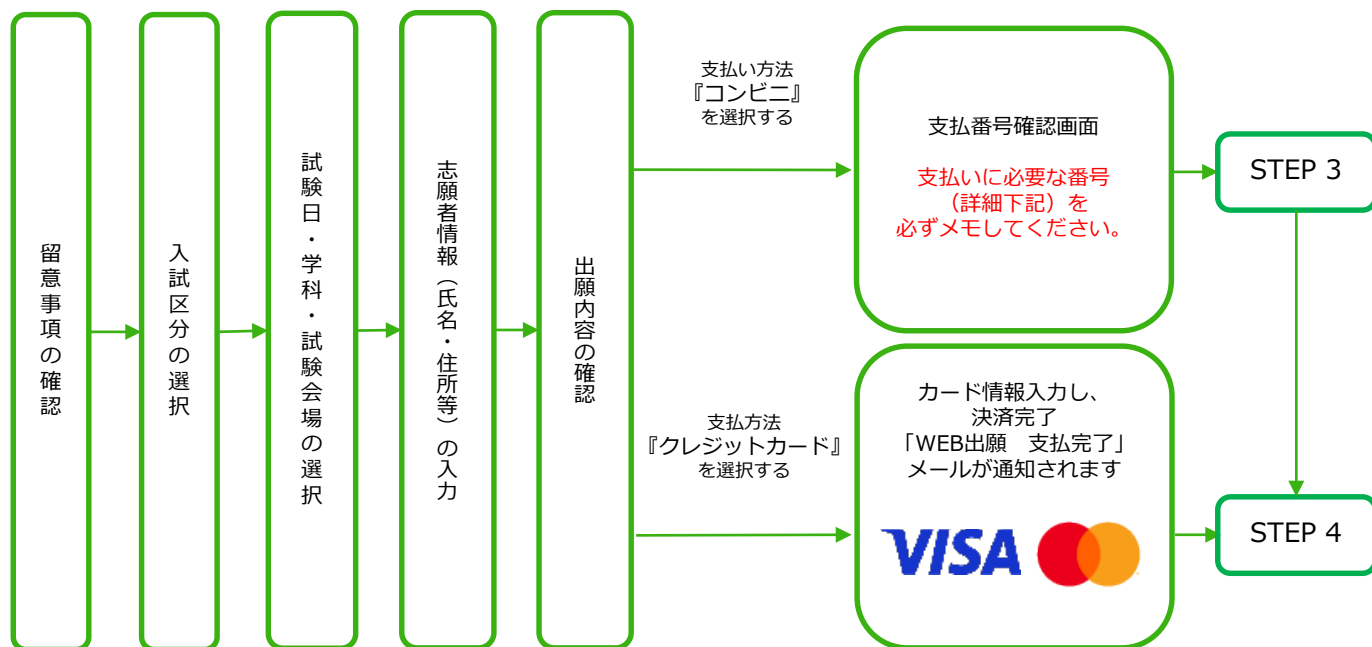 留意事項の確認
入試区分の選択
試験日・学科・試験会場の選択
志願者情報（氏名・住所等）の入力
出願内容の確認
支払い方法
『コンビニ』
を選択する
支払番号確認画面
支払いに必要な番号
（詳細下記）を
必ずメモしてください。
STEP 3
支払方法
『クレジットカード』
を選択する
カード情報入力し、
決済完了
「WEB出願　支払完了」
メールが通知されます
VISA
STEP 4